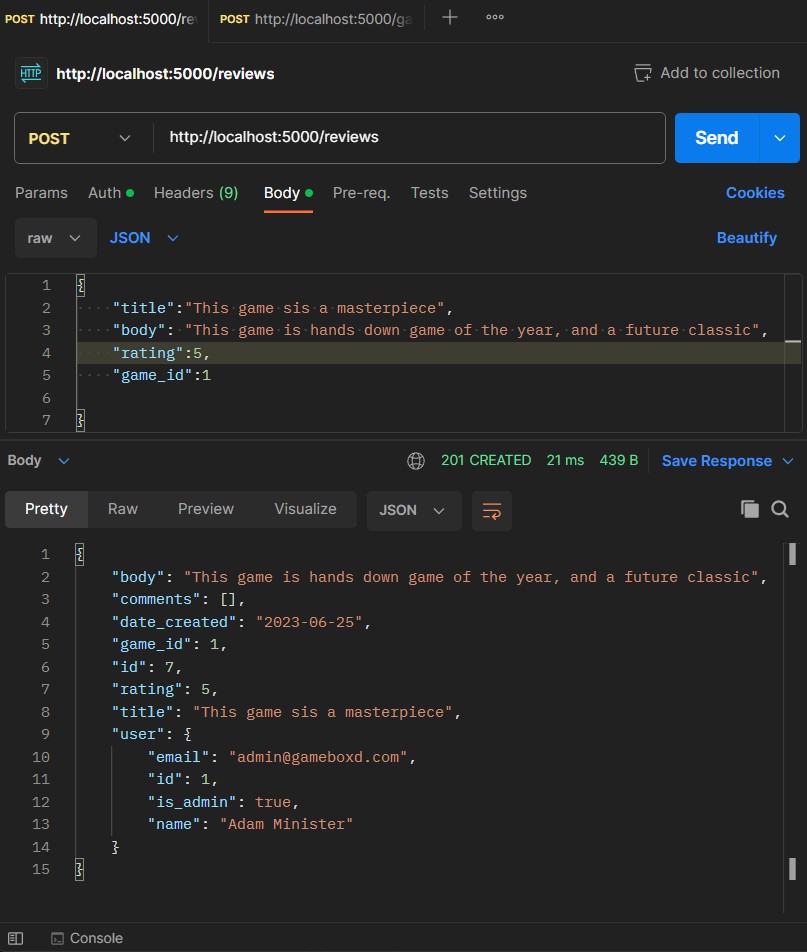 POST http://localhost:5000/re POST http://localhost:5000/ga
HTTP http://localhost:5000/reviews Add to collection
POST http://localhost:5000/reviews Send
Params Auth Headers (9) Body Pre-req. Tests Settings Cookies
raw JSON Beautify
1 {
2 "title":"This game sis a masterpiece",
3 "body": "This game is hands down game of the year, and a future classic",
4 "rating":5,
5 "game_id":1
6
7 }
Body 201 CREATED 21 ms 439 B Save Response
Pretty Raw Preview Visualize JSON
1 {
2 "body": "This game is hands down game of the year, and a future classic",
3 "comments": [],
4 "date_created": "2023-06-25",
5 "game_id": 1,
6 "id": 7,
7 "rating": 5,
8 "title": "This game sis a masterpiece",
9 "user": {
10 "email": "admin@gameboxd.com",
11 "id": 1,
12 "is_admin": true,
13 "name": "Adam Minister"
14 }
15 }
Console